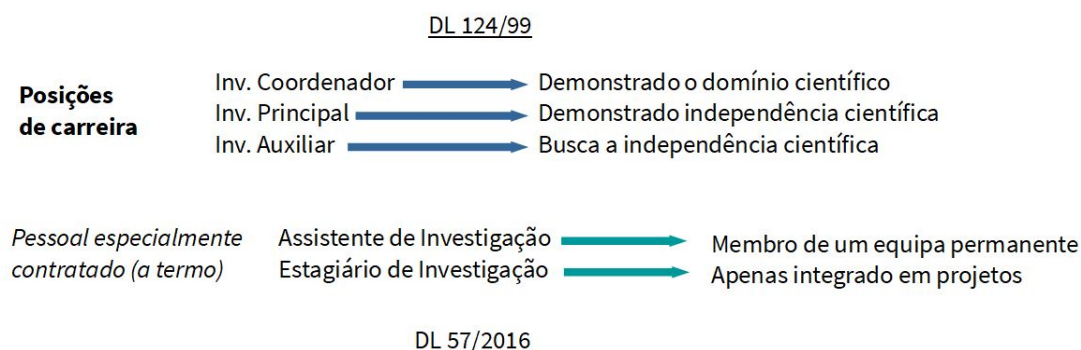 DL 124/99
Posições
de carreira
Inv. Coordenador Demonstrado o domínio científico
Inv. Principal Demonstrado independência científica
Inv. Auxiliar Busca a independência científica
Pessoal especialmente
contratado (a termo)
Assistente de Investigação Membro de um equipa permanente
Estagiário de Investigação Apenas integrado em projetos
DL 57/2016